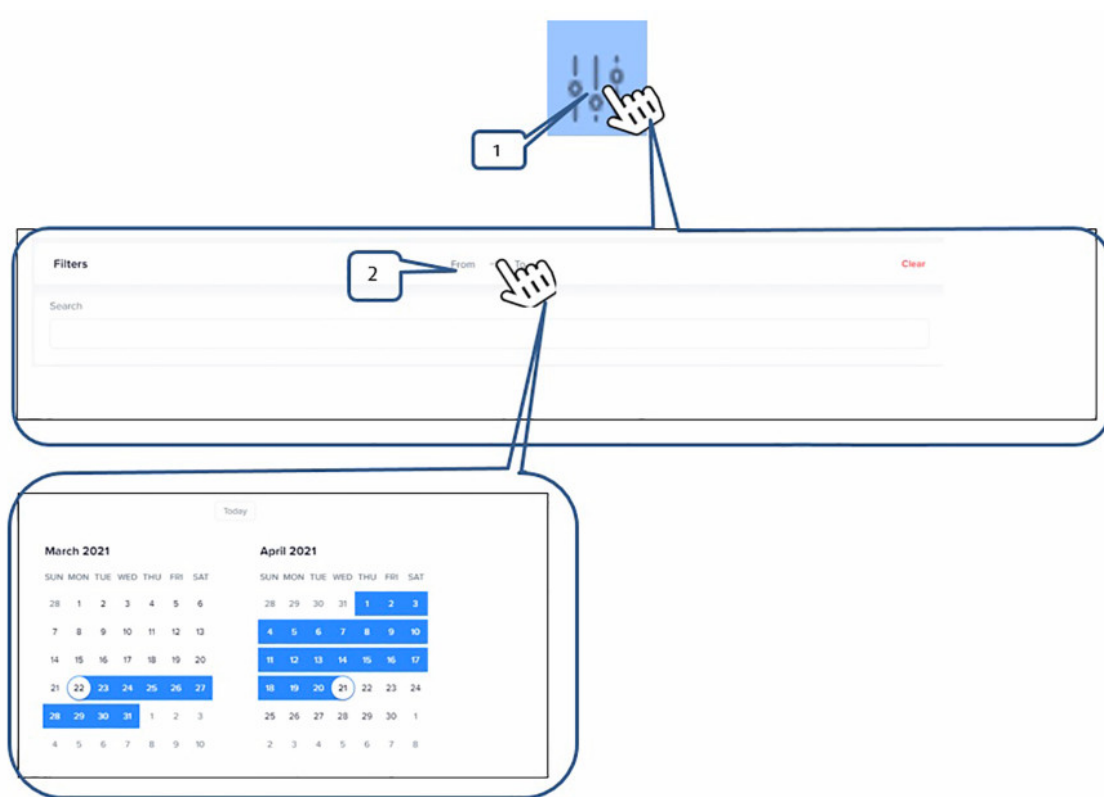 1
Filters
2
From
To
Clear
Search
Today
March 2021
SUN MON TUE WED THU FRI SAT
28 1 2 3 4 5 6
7 8 9 10 11 12 13
14 15 16 17 18 19 20
21 22 23 24 25 26 27
28 29 30 31 1 2 3
4 5 6 7 8 9 10
April 2021
SUN MON TUE WED THU FRI SAT
28 29 30 31 1 2 3
4 5 6 7 8 9 10
11 12 13 14 15 16 17
18 19 20 21 22 23 24
25 26 27 28 29 30 1
2 3 4 5 6 7 8